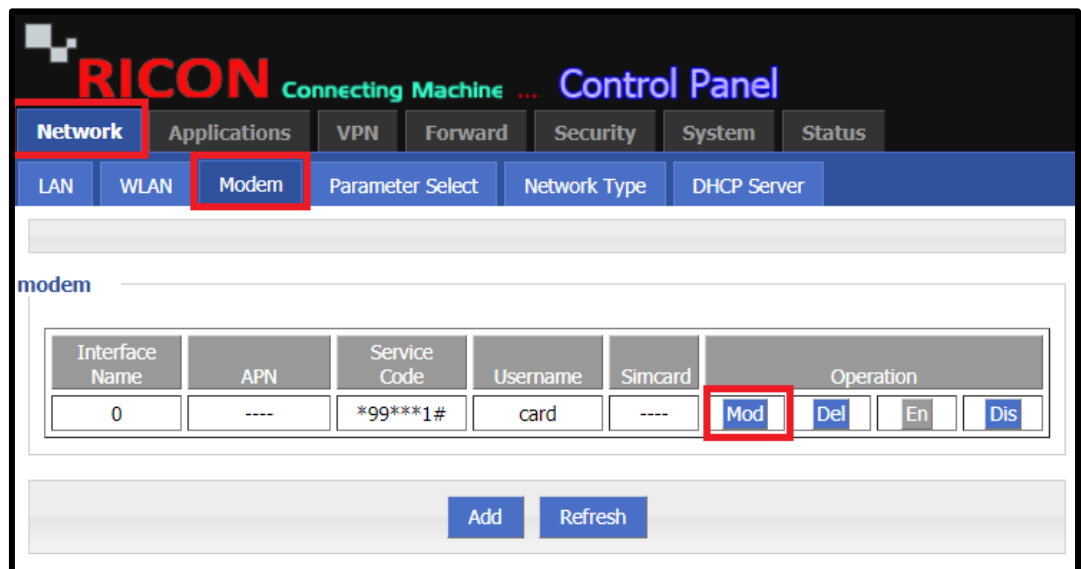 RICON Connecting Machine ... Control Panel
Network Applications VPN Forward Security System Status
LAN WLAN Modem Parameter Select Network Type DHCP Server
modem
Interface Name APN Service Code Username Simcard Operation
0 ---- *99***1# card ---- Mod Del En Dis
Add Refresh